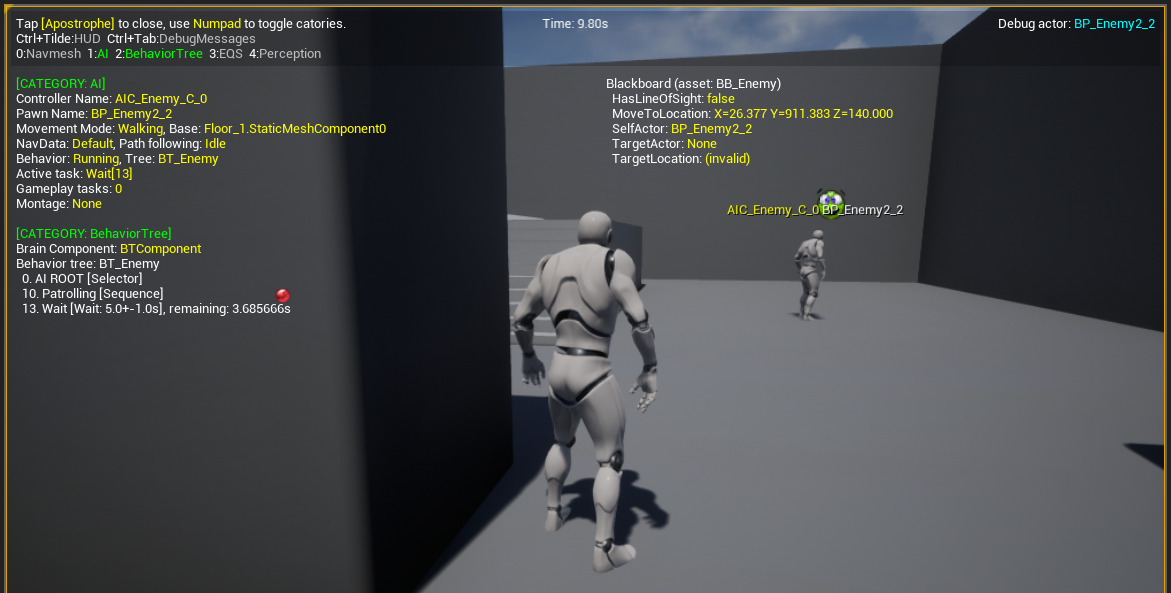 Tap [Apostrophe] to close, use Numpad to toggle catories.
Time: 9.80s
Debug actor: BP_Enemy2_2
Ctrl+Tilde:HUD Ctrl+Tab:DebugMessages
0:Navmesh 1:AI 2:BehaviorTree 3:EQS 4:Perception
[CATEGORY: AI]
Controller Name: AIC_Enemy_C_0
Pawn Name: BP_Enemy2_2
Movement Mode: Walking, Base: Floor_1.StaticMeshComponent0
NavData: Default, Path following: Idle
Behavior: Running, Tree: BT_Enemy
Active task: Wait[13]
Gameplay tasks: 0
Montage: None
[CATEGORY: BehaviorTree]
Brain Component: BTComponent
Behavior tree: BT_Enemy
0. AI ROOT [Selector]
10. Patrolling [Sequence]
13. Wait [Wait: 5.0+-1.0s], remaining: 3.685666s
Blackboard (asset: BB_Enemy)
HasLineOfSight: false
MoveToLocation: X=26.377 Y=911.383 Z=140.000
SelfActor: BP_Enemy2_2
TargetActor: None
TargetLocation: (invalid)
AIC_Enemy_C_0 BP_Enemy2_2